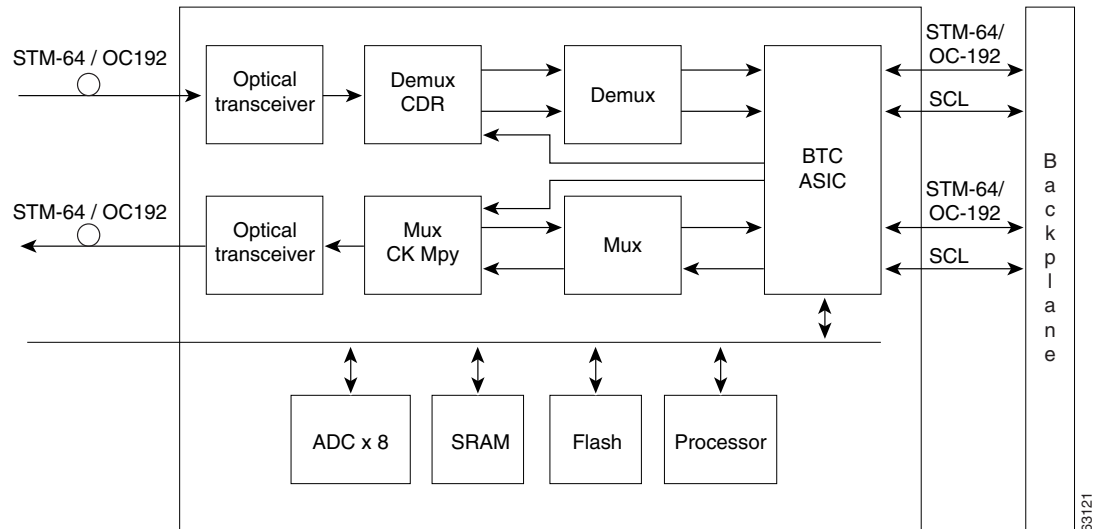 STM-64 / OC192
Optical
transceiver
Demux
CDR
Demux
BTC
ASIC
STM-64/
OC-192
SCL
STM-64 / OC192
Optical
transceiver
Mux
CK Mpy
Mux
STM-64/
OC-192
SCL
Backplane
ADC x 8
SRAM
Flash
Processor
63121